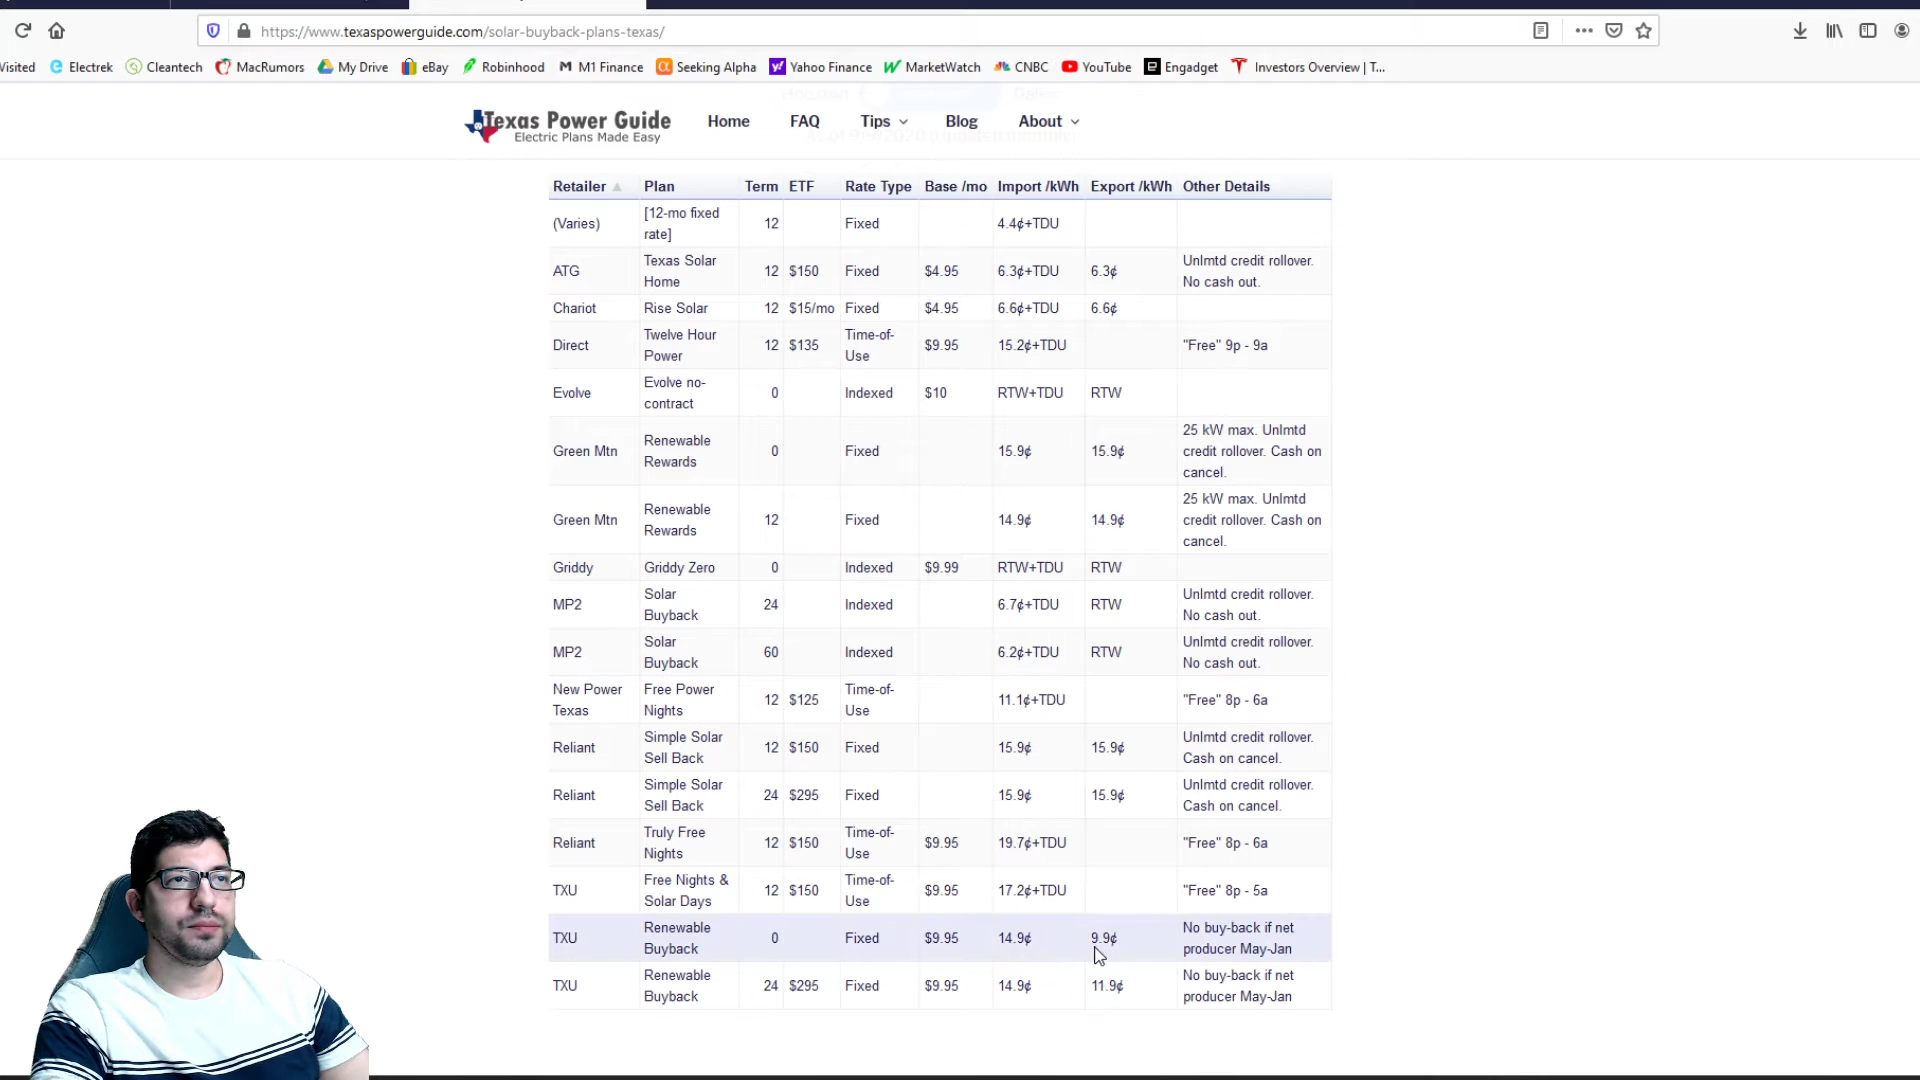 https://www.texaspowerguide.com/solar-buyback-plans-texas/
isited Electrek Cleantech MacRumors My Drive eBay Robinhood M1 Finance Seeking Alpha Yahoo Finance MarketWatch CNBC YouTube Engadget Investors Overview | T...
Texas Power Guide
Electric Plans Made Easy
Home FAQ Tips Blog About
Retailer Plan Term ETF Rate Type Base /mo Import /kWh Export /kWh Other Details
(Varies) [12-mo fixed rate] 12 Fixed 4.4¢+TDU
ATG Texas Solar Home 12 $150 Fixed $4.95 6.3¢+TDU 6.3¢ Unlmtd credit rollover. No cash out.
Chariot Rise Solar 12 $15/mo Fixed $4.95 6.6¢+TDU 6.6¢
Direct Twelve Hour Power 12 $135 Time-of-Use $9.95 15.2¢+TDU "Free" 9p - 9a
Evolve Evolve no-contract 0 Indexed $10 RTW+TDU RTW
Green Mtn Renewable Rewards 0 Fixed 15.9¢ 15.9¢ 25 kW max. Unlmtd credit rollover. Cash on cancel.
Green Mtn Renewable Rewards 12 Fixed 14.9¢ 14.9¢ 25 kW max. Unlmtd credit rollover. Cash on cancel.
Griddy Griddy Zero 0 Indexed $9.99 RTW+TDU RTW
MP2 Solar Buyback 24 Indexed 6.7¢+TDU RTW Unlmtd credit rollover. No cash out.
MP2 Solar Buyback 60 Indexed 6.2¢+TDU RTW Unlmtd credit rollover. No cash out.
New Power Texas Free Power Nights 12 $125 Time-of-Use 11.1¢+TDU "Free" 8p - 6a
Reliant Simple Solar Sell Back 12 $150 Fixed 15.9¢ 15.9¢ Unlmtd credit rollover. Cash on cancel.
Reliant Simple Solar Sell Back 24 $295 Fixed 15.9¢ 15.9¢ Unlmtd credit rollover. Cash on cancel.
Reliant Truly Free Nights 12 $150 Time-of-Use $9.95 19.7¢+TDU "Free" 8p - 6a
TXU Free Nights & Solar Days 12 $150 Time-of-Use $9.95 17.2¢+TDU "Free" 8p - 5a
TXU Renewable Buyback 0 Fixed $9.95 14.9¢ 9.9¢ No buy-back if net producer May-Jan
TXU Renewable Buyback 24 $295 Fixed $9.95 14.9¢ 11.9¢ No buy-back if net producer May-Jan